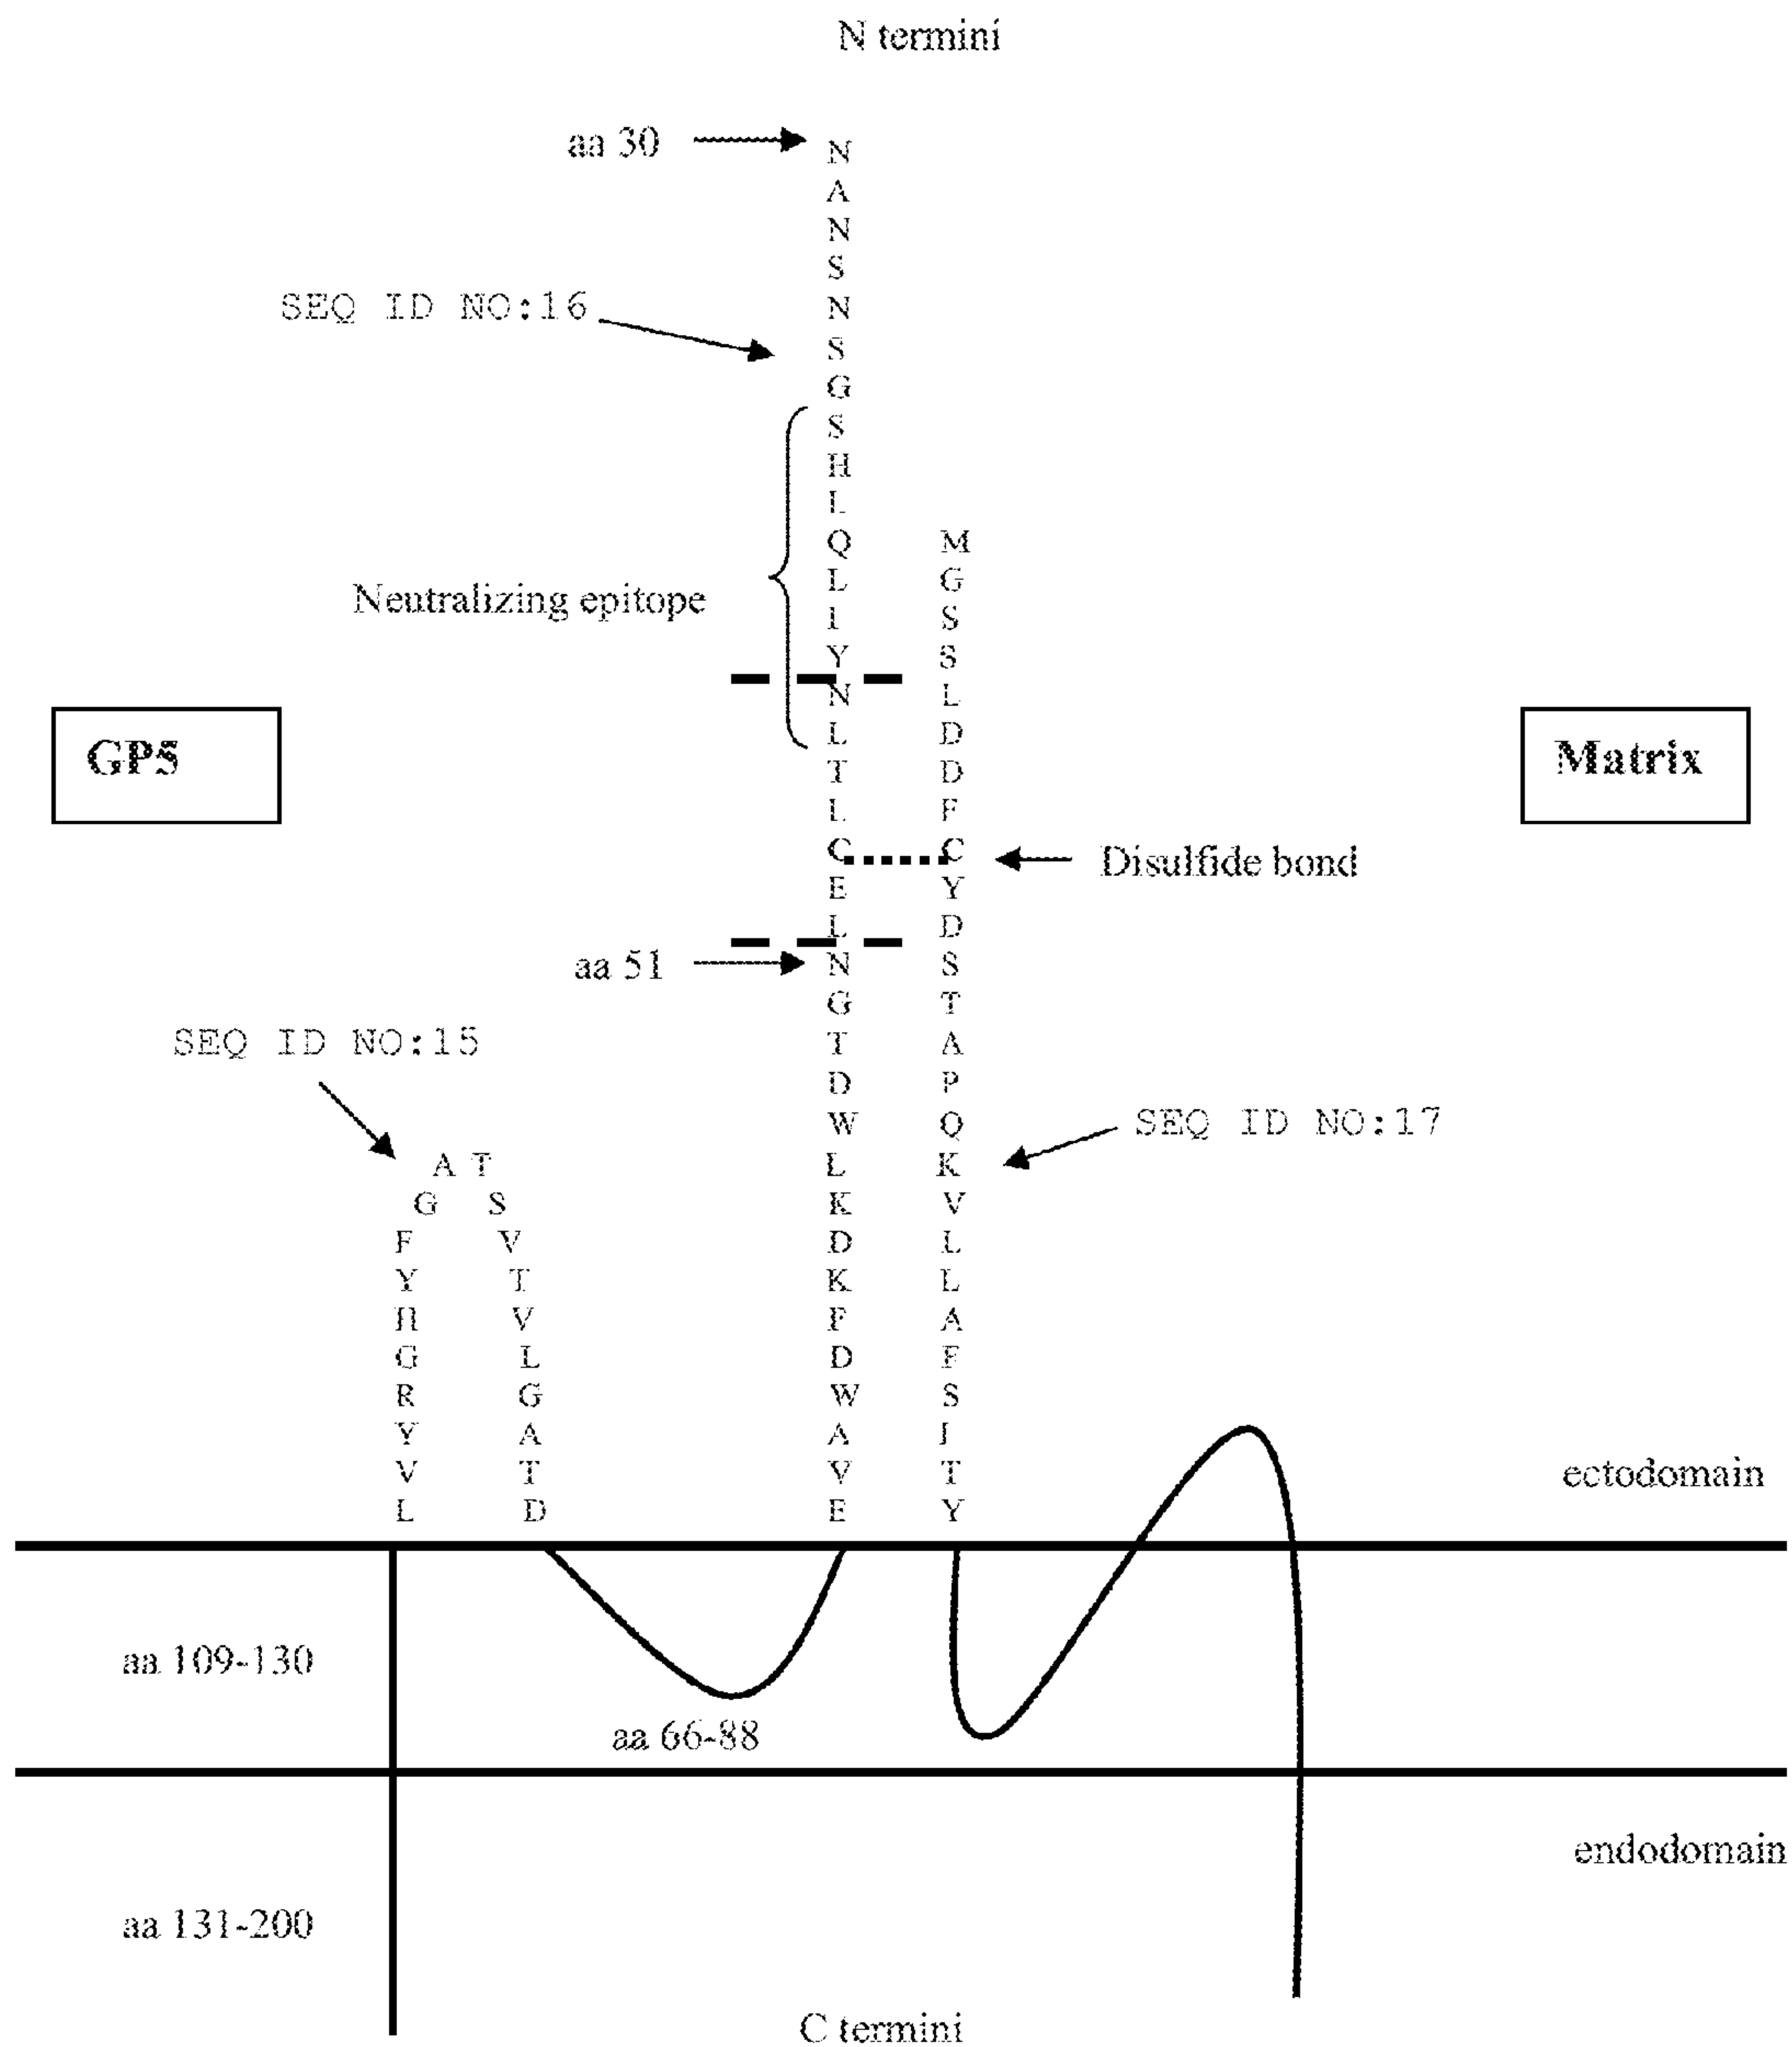 N termini
aa 30
N
A
N
S
SEQ ID NO:16
N
S
G
S
H
L
Q M
L G
Neutralizing epitope
I S
Y S
N L
L D
GP5
Matrix
T D
L F
C C
Disulfide bond
E Y
L D
aa 51
N S
G T
SEQ ID NO:15
T A
D P
W Q
SEQ ID NO:17
A T L K
G S K V
F V D L
Y T K L
H V F A
G L D F
R G W S
Y A A I
V T V T
ectodomain
L D E Y
aa 109-130
aa 66-88
endodomain
aa 131-200
C termini